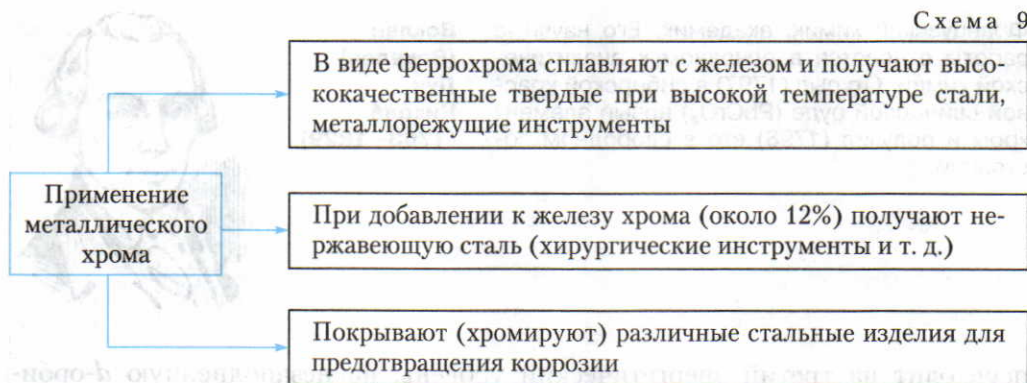 Схема 9
В виде феррохрома сплавляют с железом и получают высо-
кокачественные твердые при высокой температуре стали,
металлорежущие инструменты
Применение
металлического
хрома
При добавлении к железу хрома (около 12%) получают не-
ржавеющую сталь (хирургические инструменты и т. д.)
Покрывают (хромируют) различные стальные изделия для
предотвращения коррозии